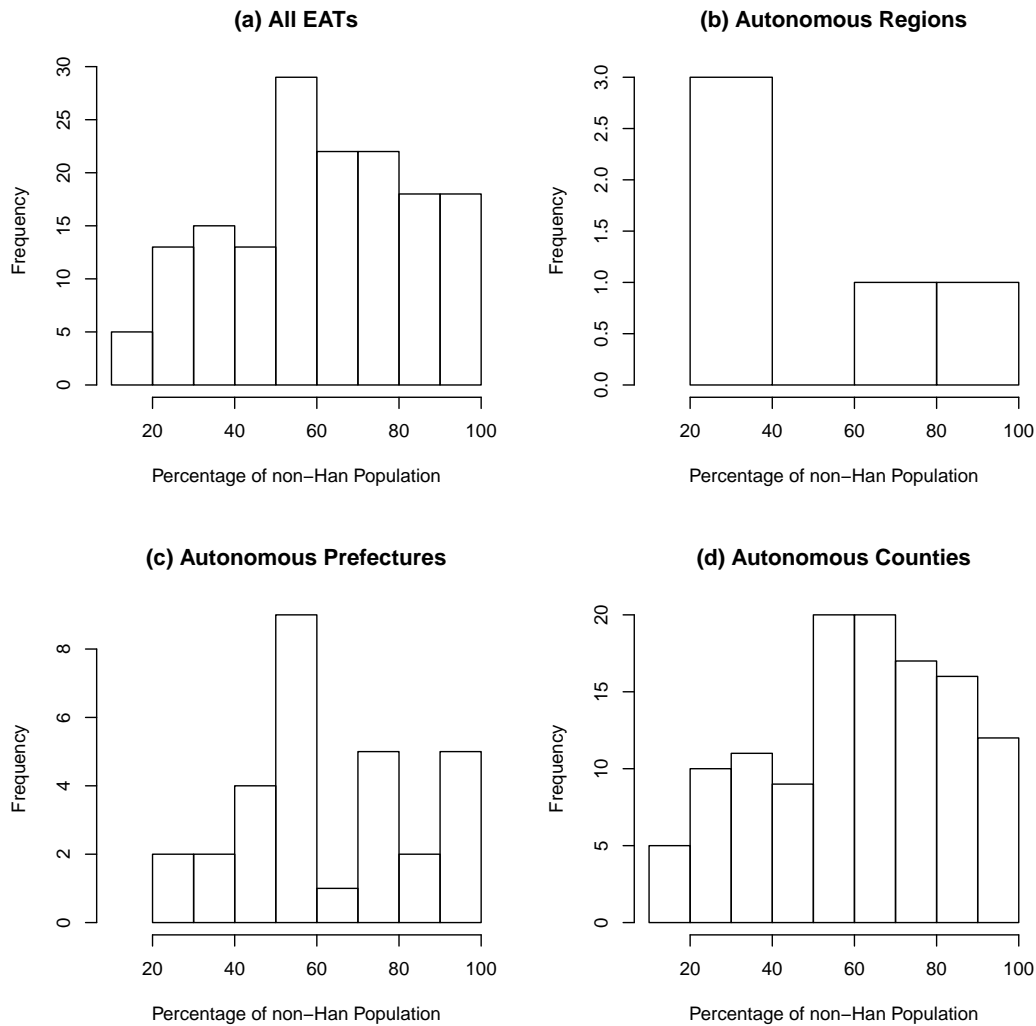 (a) All EATs
Frequency
0 5 10 15 20 25 30
20 40 60 80 100
Percentage of non−Han Population
(b) Autonomous Regions
Frequency
0.0 0.5 1.0 1.5 2.0 2.5 3.0
20 40 60 80 100
Percentage of non−Han Population
(c) Autonomous Prefectures
Frequency
0 2 4 6 8
20 40 60 80 100
Percentage of non−Han Population
(d) Autonomous Counties
Frequency
0 5 10 15 20
20 40 60 80 100
Percentage of non−Han Population